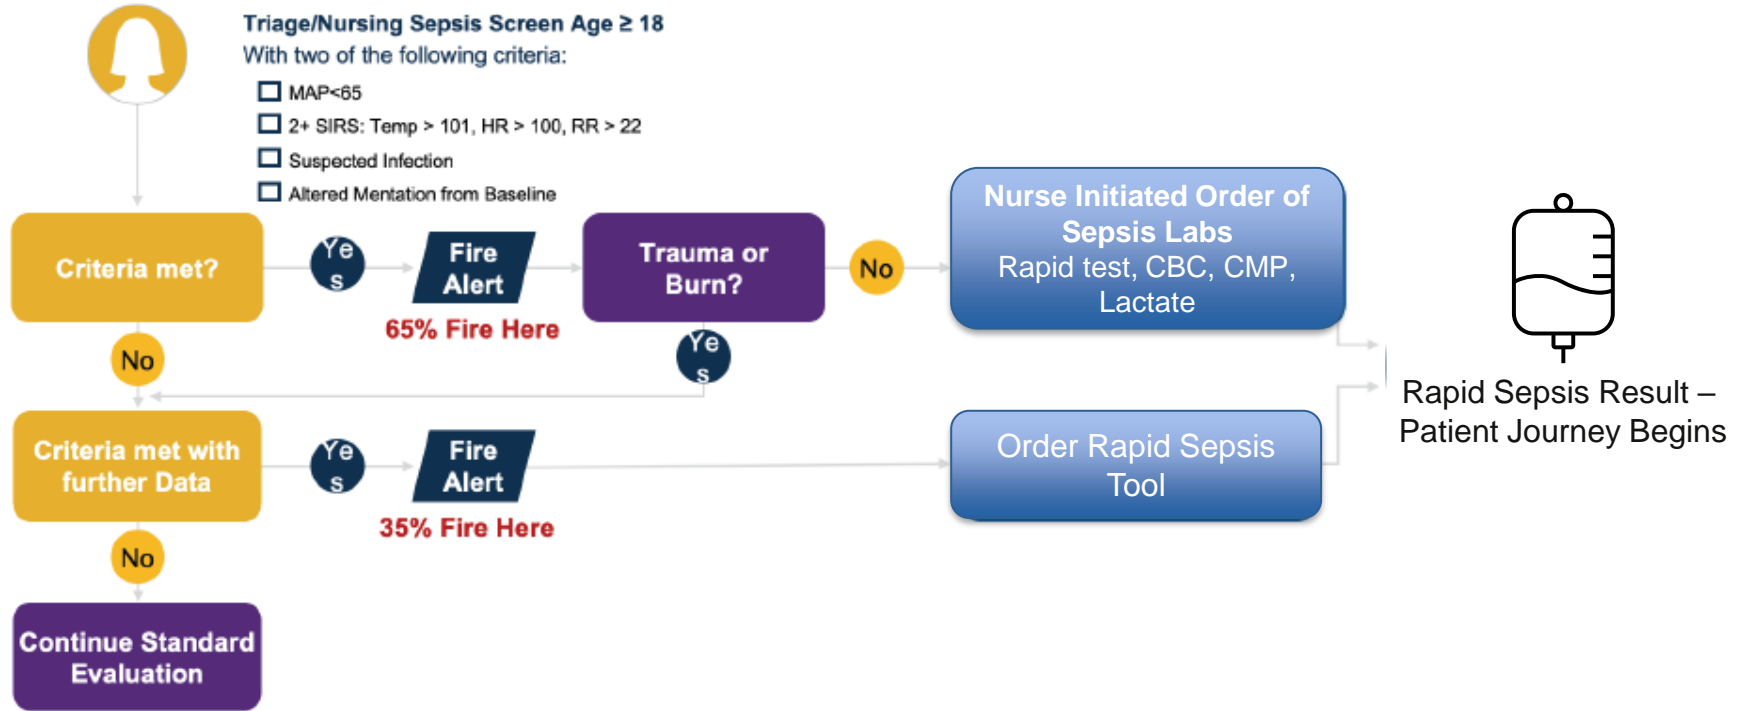 Triage/Nursing Sepsis Screen Age ≥ 18
With two of the following criteria:
MAP<65
2+ SIRS: Temp > 101, HR > 100, RR > 22
Suspected Infection
Altered Mentation from Baseline
Criteria met?
Ye
s
Fire
Alert
65% Fire Here
Trauma or
Burn?
No
Nurse Initiated Order of
Sepsis Labs
Rapid test, CBC, CMP,
Lactate
No
Ye
s
Criteria met with
further Data
Ye
s
Fire
Alert
35% Fire Here
Order Rapid Sepsis
Tool
Rapid Sepsis Result –
Patient Journey Begins
No
Continue Standard
Evaluation